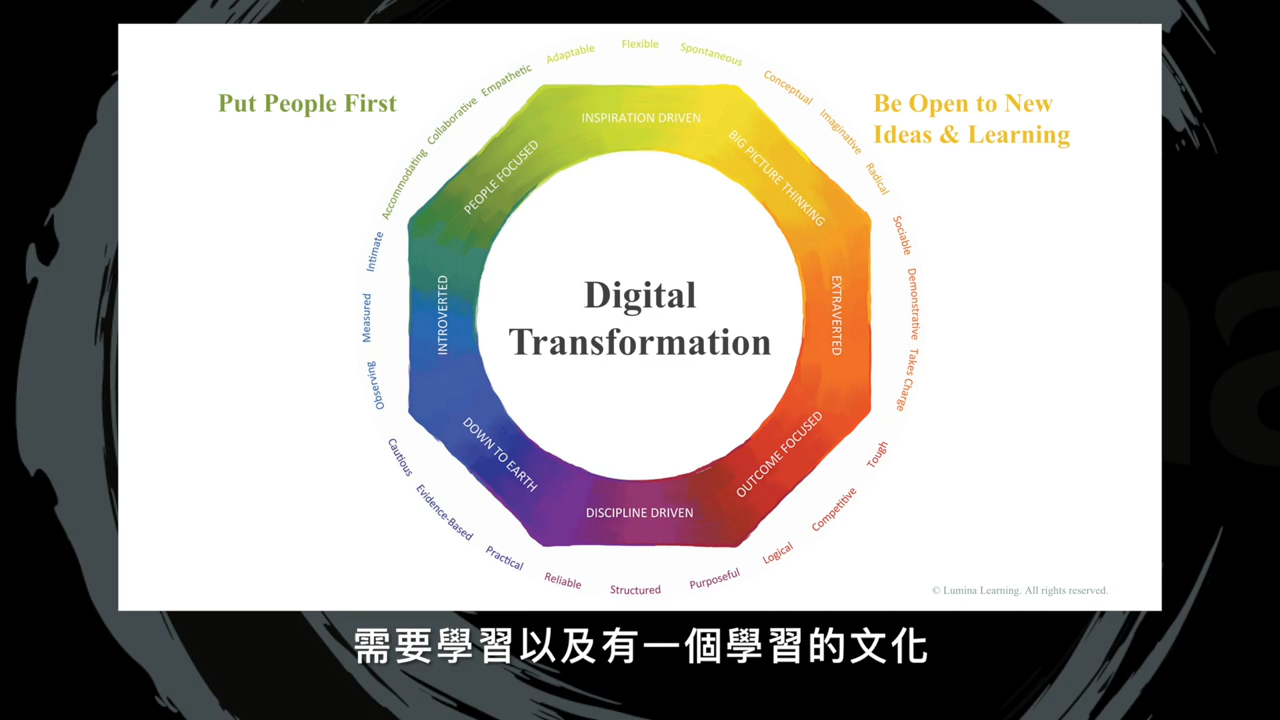 Put People First
Be Open to New
Ideas & Learning
Adaptable
Flexible
Spontaneous
Conceptual
Imaginative
Radical
Sociable
Demonstrative
Takes Charge
Tough
Competitive
Logical
Purposeful
Structured
Reliable
Practical
Evidence-Based
Cautious
Observing
Measured
Intimate
Accommodating
Collaborative
Empathetic
INSPIRATION DRIVEN
BIG PICTURE THINKING
EXTRAVERTED
OUTCOME FOCUSED
DISCIPLINE DRIVEN
DOWN TO EARTH
INTROVERTED
PEOPLE FOCUSED
Digital
Transformation
© Lumina Learning. All rights reserved.
需要學習以及有一個學習的文化